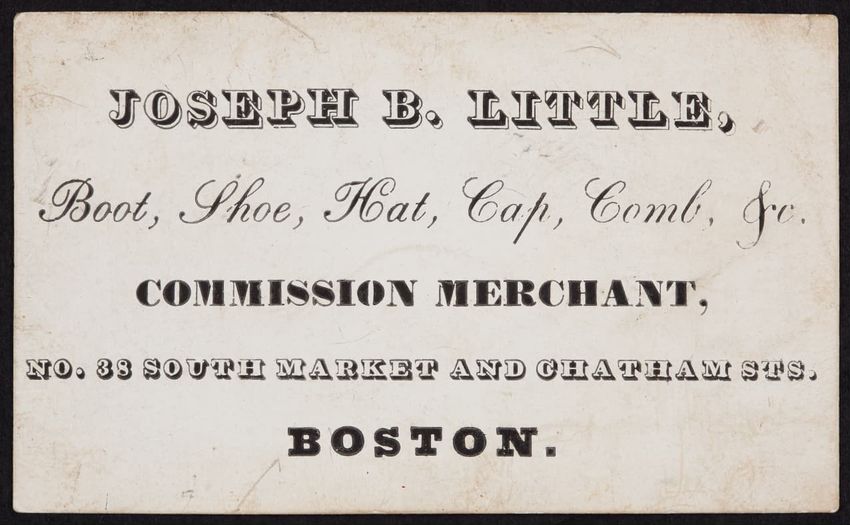 JOSEPH B. LITTLE,
Boot, Shoe, Hat, Cap, Comb, &c.
COMMISSION MERCHANT,
NO. 38 SOUTH MARKET AND CHATHAM STS.
BOSTON.